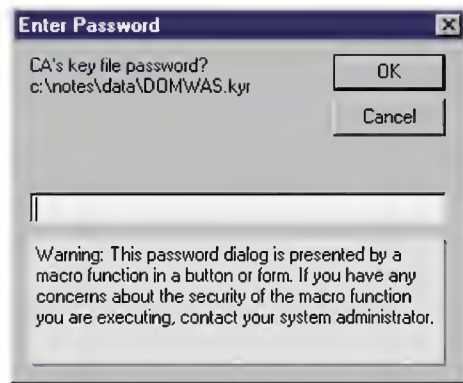 Enter Password
CA's key file password?
c:\notes\data\DOMWAS.kyr
OK
Cancel
Warning: This password dialog is presented by a
macro function in a button or form. If you have any
concerns about the security of the macro function
you are executing, contact your system administrator.